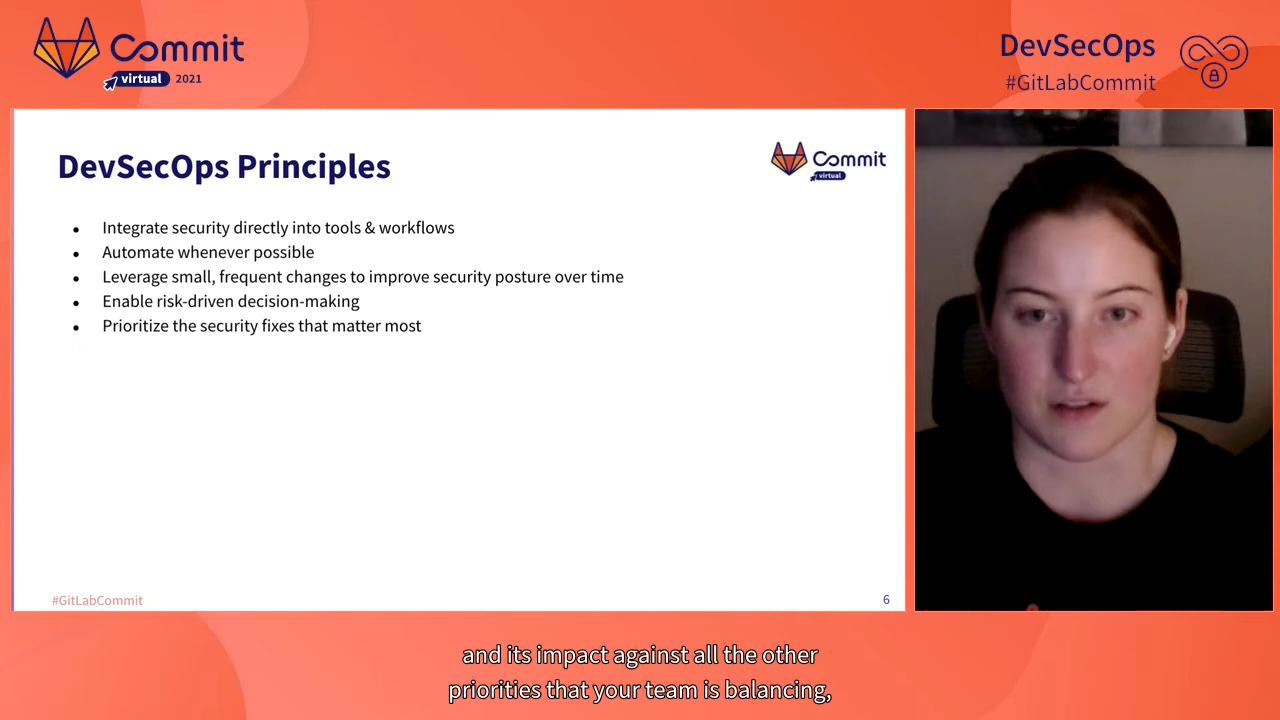 Commit
virtual 2021
DevSecOps
#GitLabCommit
DevSecOps Principles
Commit
virtual
• Integrate security directly into tools & workflows
• Automate whenever possible
• Leverage small, frequent changes to improve security posture over time
• Enable risk-driven decision-making
• Prioritize the security fixes that matter most
#GitLabCommit
6
and its impact against all the other
priorities that your team is balancing,